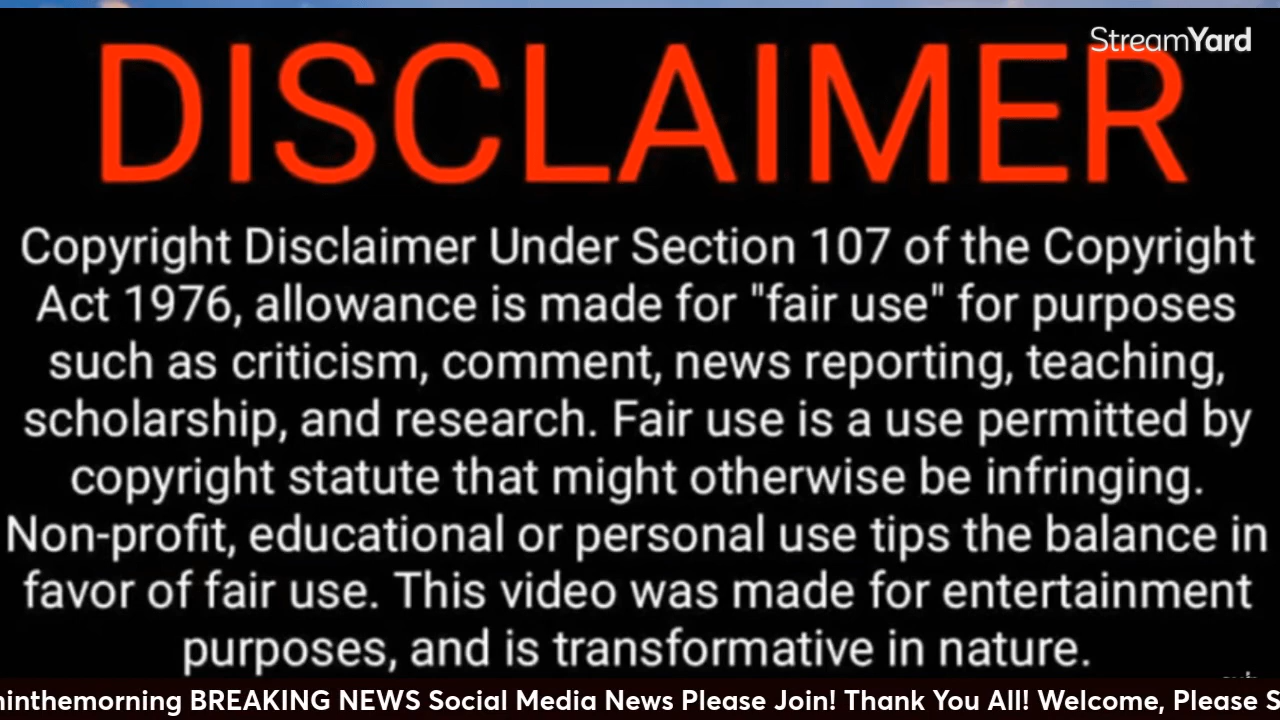 StreamYard
DISCLAIMER
Copyright Disclaimer Under Section 107 of the Copyright
Act 1976, allowance is made for "fair use" for purposes
such as criticism, comment, news reporting, teaching,
scholarship, and research. Fair use is a use permitted by
copyright statute that might otherwise be infringing.
Non-profit, educational or personal use tips the balance in
favor of fair use. This video was made for entertainment
purposes, and is transformative in nature.
BREAKING NEWS Social Media News Please Join! Thank You All! Welcome, Please